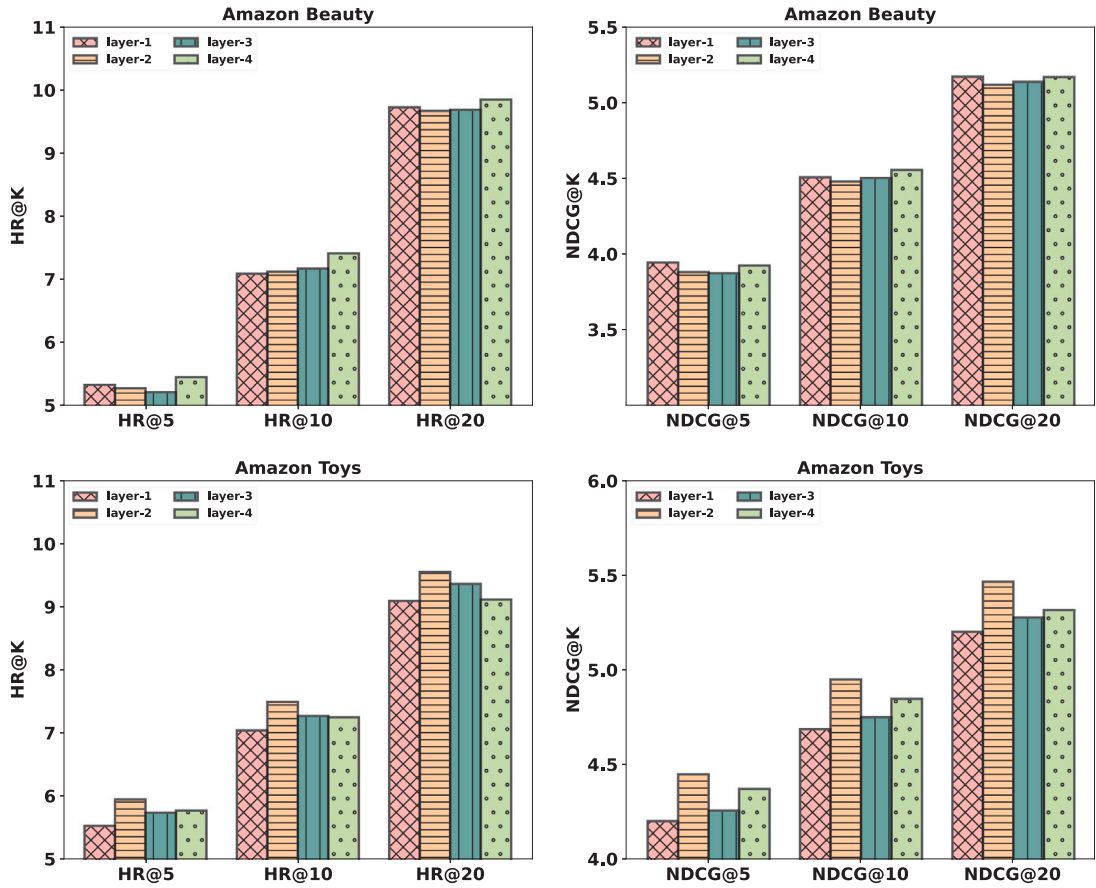 Amazon Beauty
HR@K
11
10
9
8
7
6
5
layer-1 layer-3
layer-2 layer-4
HR@5 HR@10 HR@20
Amazon Beauty
NDCG@K
5.5
5.0
4.5
4.0
3.5
layer-1 layer-3
layer-2 layer-4
NDCG@5 NDCG@10 NDCG@20
Amazon Toys
HR@K
11
10
9
8
7
6
5
layer-1 layer-3
layer-2 layer-4
HR@5 HR@10 HR@20
Amazon Toys
NDCG@K
6.0
5.5
5.0
4.5
4.0
layer-1 layer-3
layer-2 layer-4
NDCG@5 NDCG@10 NDCG@20